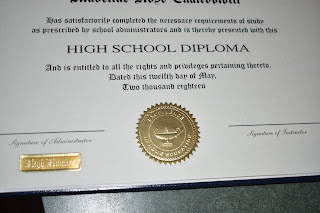 Has satisfactorily completed the necessary requirements of study
as prescribed by school administrators and is thereby presented with this
HIGH SCHOOL DIPLOMA
And is entitled to all the rights and privileges pertaining thereto.
Dated this twelfth day of May,
Two thousand eighteen
Signature of Administrator
Signature of Instructor
High Honors